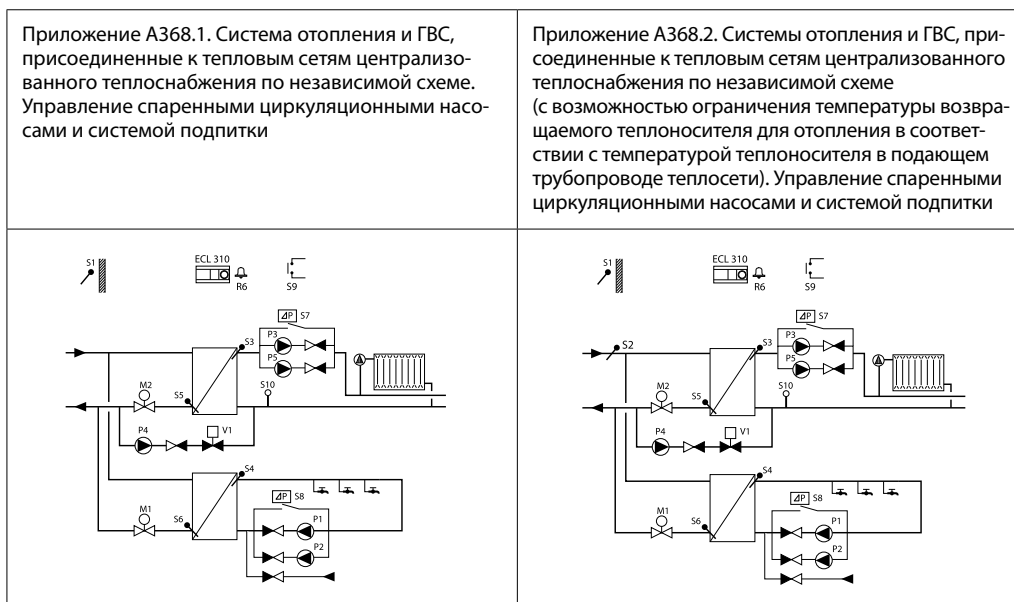 Приложение А368.1. Система отопления и ГВС,
присоединенные к тепловым сетям централизо-
ванного теплоснабжения по независимой схеме.
Управление спаренными циркуляционными насо-
сами и системой подпитки
Приложение А368.2. Системы отопления и ГВС, при-
соединенные к тепловым сетям централизованного
теплоснабжения по независимой схеме
(с возможностью ограничения температуры возвра-
щаемого теплоносителя для отопления в соответ-
ствии с температурой теплоносителя в подающем
трубопроводе теплосети). Управление спаренными
циркуляционными насосами и системой подпитки
S1
ECL 310
R6
S9
ΔP S7
P3
S3
P5
M2
S5
S10
P4
V1
S4
ΔP S8
M1
S6
P1
P2
S1
ECL 310
R6
S9
ΔP S7
P3
S2
S3
P5
M2
S5
S10
P4
V1
S4
ΔP S8
M1
S6
P1
P2